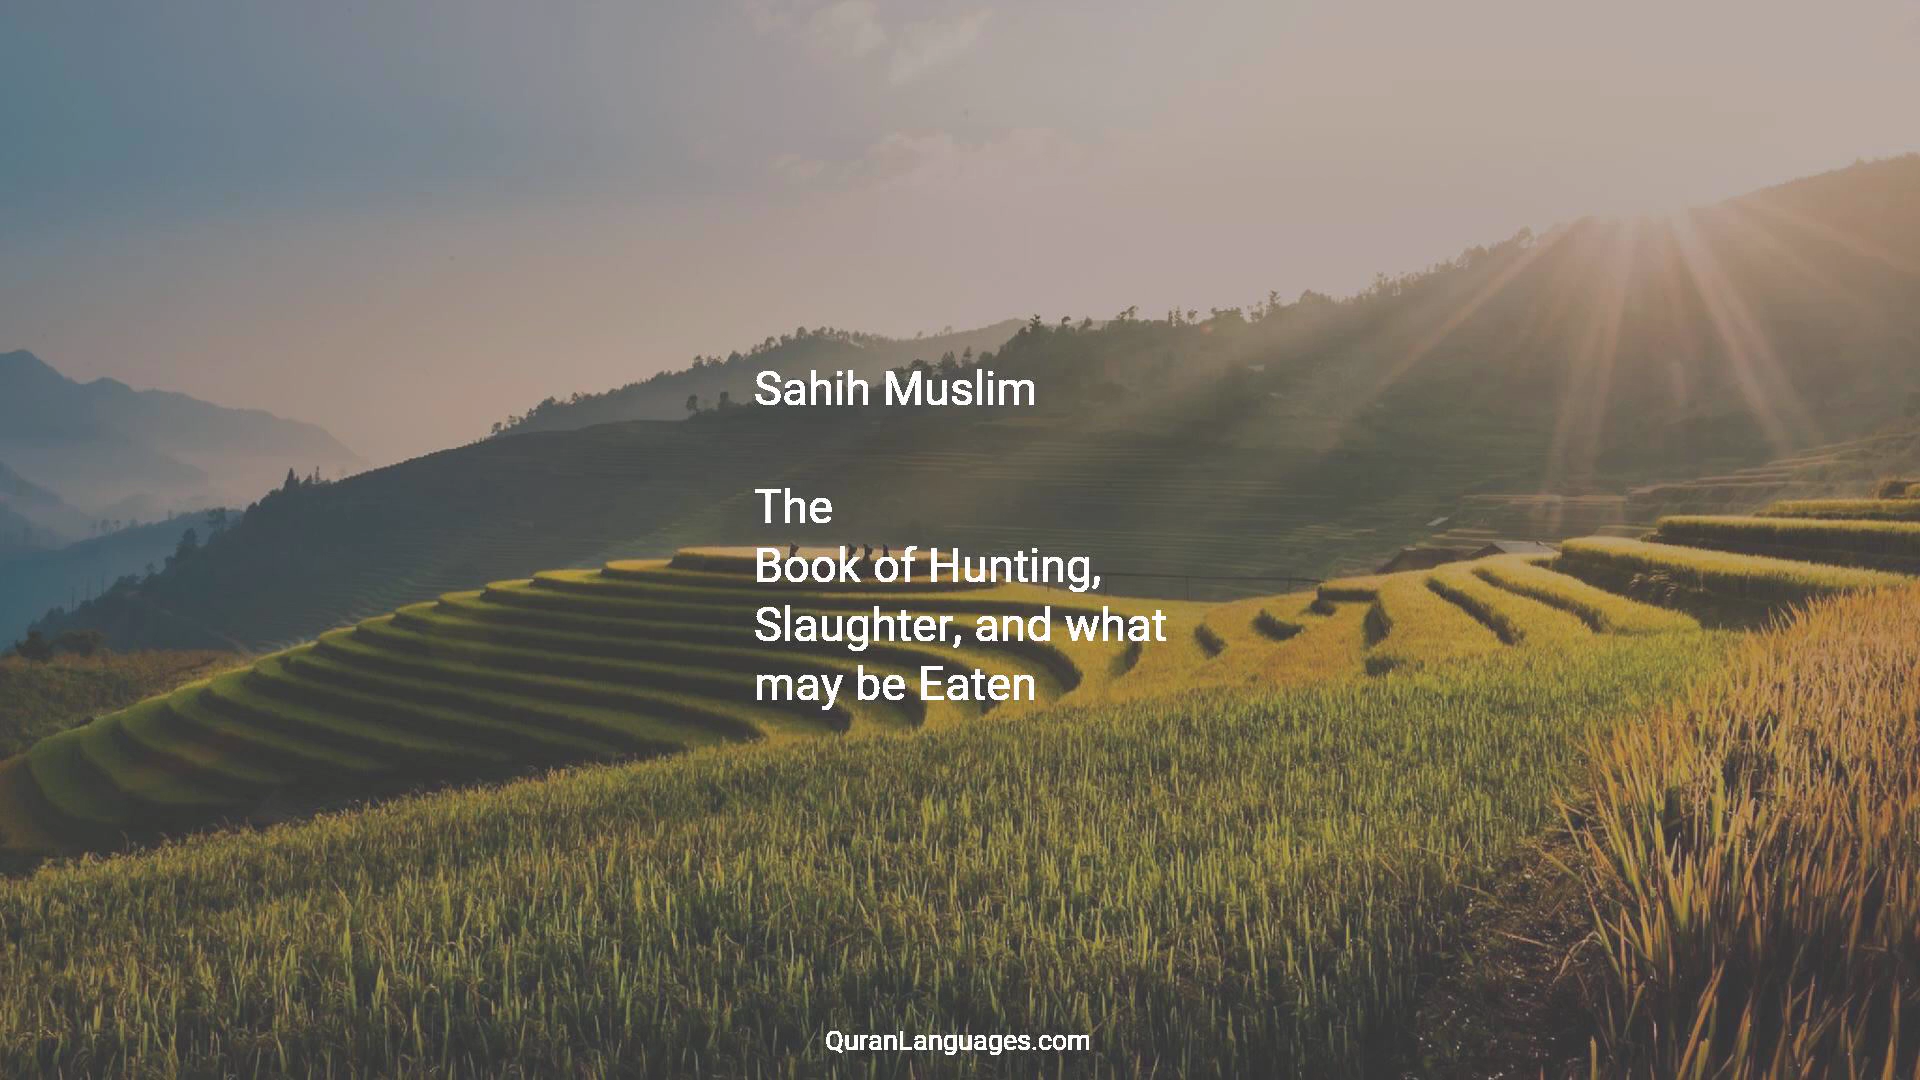 Sahih Muslim
The
Book of Hunting,
Slaughter, and what
may be Eaten
QuranLanguages.com